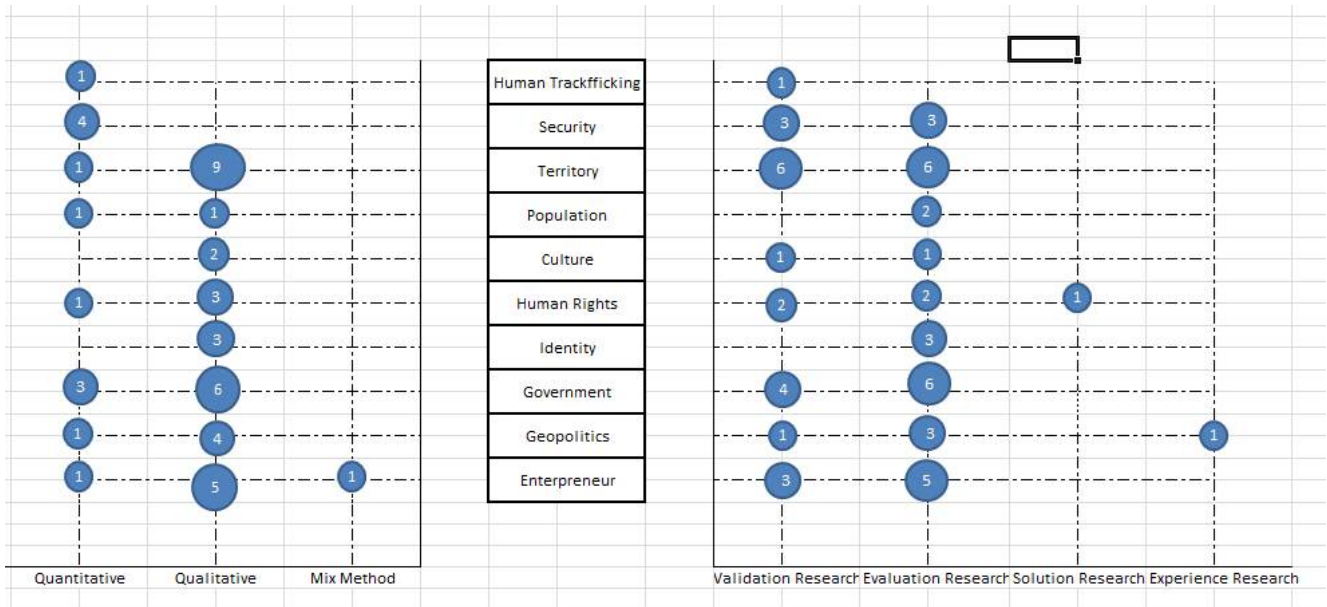 1 Human Trackfficking 1
4 Security 3 3
1 9 Territory 6 6
1 1 Population 2
2 Culture 1 1
1 3 Human Rights 2 2 1
3 Identity 3
3 6 Government 4 6
1 4 Geopolitics 1 3 1
1 5 1 Enterpreneur 3 5
Quantitative Qualitative Mix Method Validation Research Evaluation Research Solution Research Experience Research